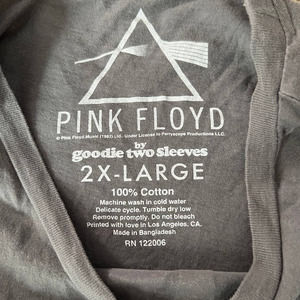 PINK FLOYD
© Pink Floyd Music (1987) Ltd. Under License to Perryscope Productions LLC.
by
goodie two sleeves
2X-LARGE
100% Cotton
Machine wash in cold water
Delicate cycle. Tumble dry low
Remove promptly. Do not bleach
Printed with love in Los Angeles, CA.
Made in Bangladesh
RN 122006